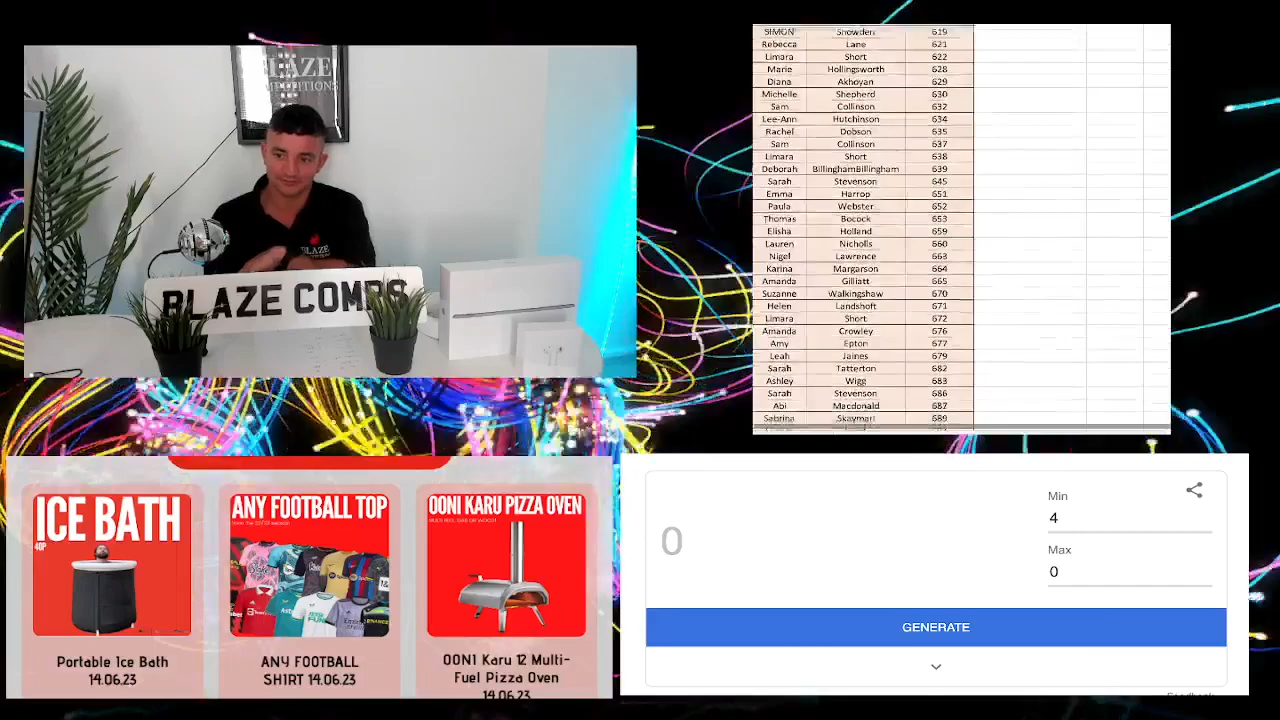 BLAZE
COMPETITIONS
BLAZE
BLAZE COMPS
SIMON Snowden 619
Rebecca Lane 621
Limara Short 622
Marie Hollingsworth 628
Diana Akhoyan 629
Michelle Shepherd 630
Sam Collinson 632
Lee-Ann Hutchinson 634
Rachel Dobson 635
Sam Collinson 637
Limara Short 638
Deborah BillinghamBillingham 639
Sarah Stevenson 645
Emma Harrop 651
Paula Webster 652
Thomas Bocock 653
Elisha Holland 659
Lauren Nicholls 660
Nigel Lawrence 663
Karina Margarson 664
Amanda Gilliatt 665
Suzanne Walkingshaw 670
Helen Landshoft 671
Limara Short 672
Amanda Crowley 676
Amy Epton 677
Leah Jaines 679
Sarah Tatterton 682
Ashley Wigg 683
Sarah Stevenson 686
Abi Macdonald 687
Sabrina Skayman 689
ICE BATH
40P
Portable Ice Bath
14.06.23
ANY FOOTBALL TOP
ANY FOOTBALL
SHIRT 14.06.23
OONI KARU PIZZA OVEN
OONI Karu 12 Multi-
Fuel Pizza Oven
14.06.23
0
Min
4
Max
0
GENERATE